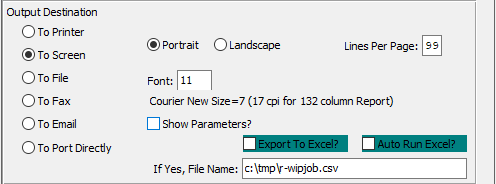 Output Destination
To Printer
To Screen
To File
To Fax
To Email
To Port Directly
Portrait
Landscape
Lines Per Page: 99
Font: 11
Courier New Size=7 (17 cpi for 132 column Report)
Show Parameters?
Export To Excel?
Auto Run Excel?
If Yes, File Name: c:\tmp\r-wipjob.csv